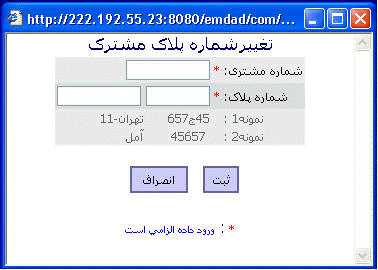 http://222.192.55.23:8080/emdad/com/...
تغییرشماره پلاک مشترک
شماره مشتری: *
شماره پلاک: *
نمونه1 : 45ج657 تهران-11
نمونه2 : 45657 آمل
ثبت انصراف
* : ورود داده الزامي است